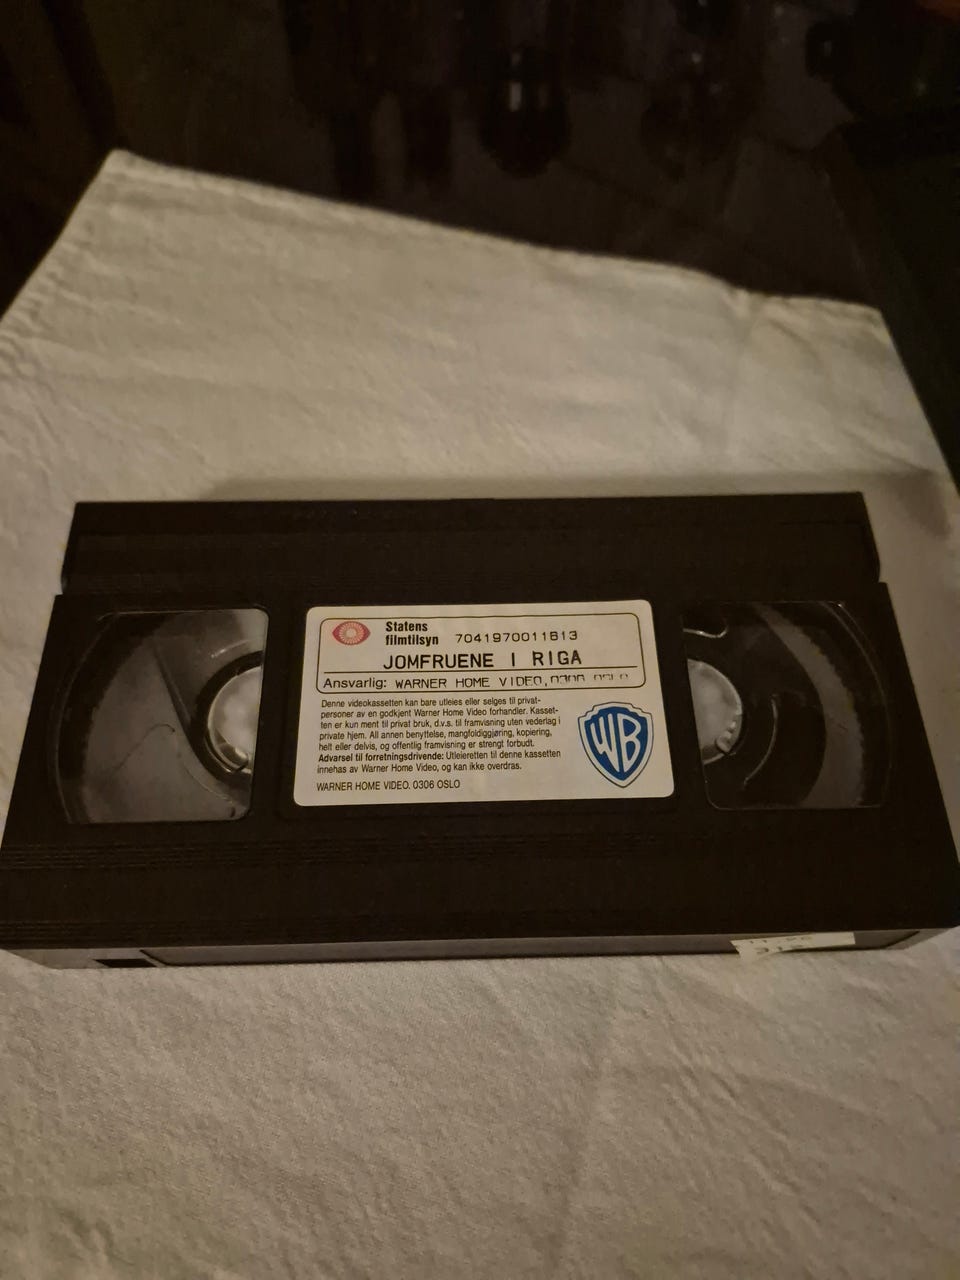 Statens
filmtilsyn 7041970011613
JOMFRUENE I RIGA
Ansvarlig: WARNER HOME VIDEO, 0306 OSLO
Denne videokassetten kan bare utleies eller selges til privat-
personer av en godkjent Warner Home Video forhandler. Kasset-
ten er kun ment til privat bruk, d.v.s. til framvisning uten vederlag i
private hjem. All annen benyttelse, mangfoldiggjøring, kopiering,
helt eller delvis, og offentlig framvisning er strengt forbudt.
Advarsel til forretningsdrivende: Utleieretten til denne kassetten
innehas av Warner Home Video, og kan ikke overdras.
WARNER HOME VIDEO. 0306 OSLO
WB